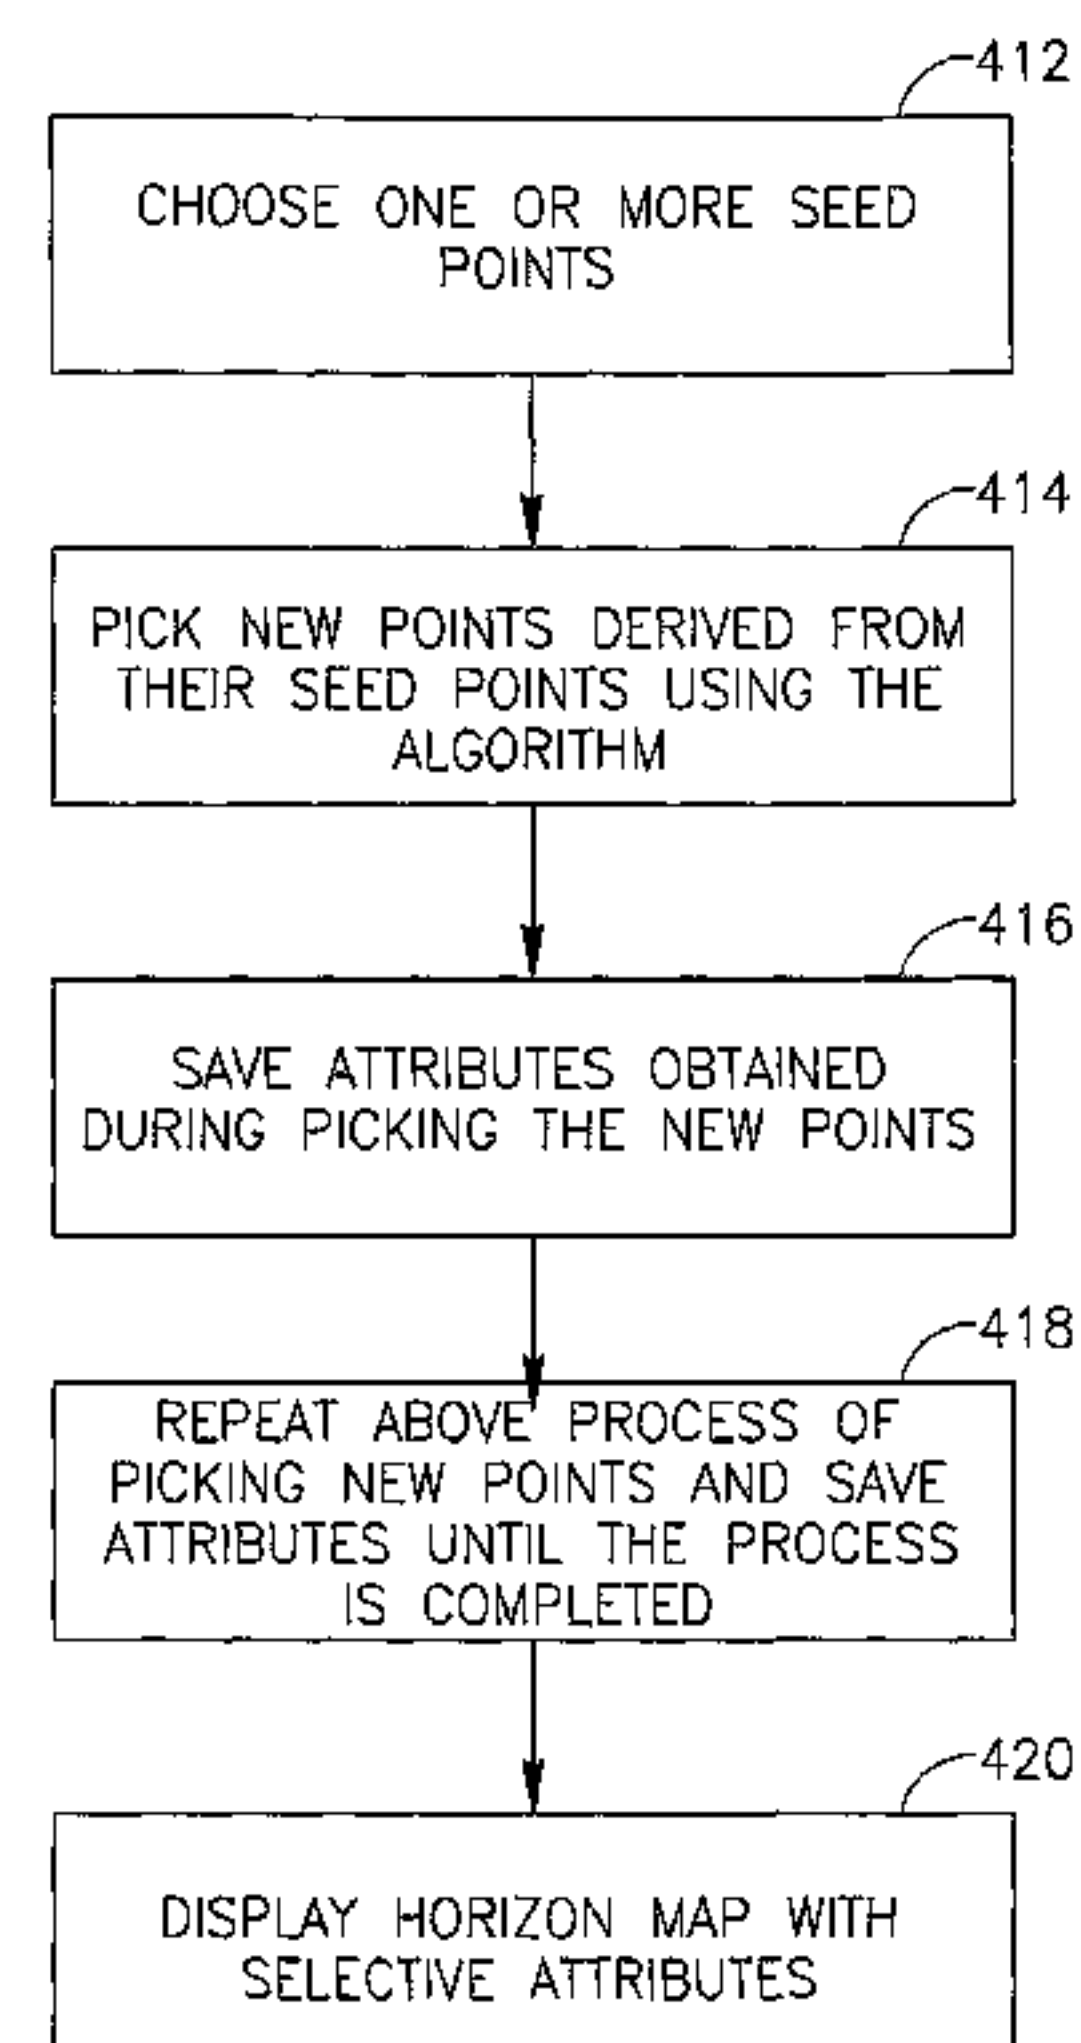 412
CHOOSE ONE OR MORE SEED
POINTS
414
PICK NEW POINTS DERIVED FROM
THEIR SEED POINTS USING THE
ALGORITHM
416
SAVE ATTRIBUTES OBTAINED
DURING PICKING THE NEW POINTS
418
REPEAT ABOVE PROCESS OF
PICKING NEW POINTS AND SAVE
ATTRIBUTES UNTIL THE PROCESS
IS COMPLETED
420
DISPLAY HORIZON MAP WITH
SELECTIVE ATTRIBUTES